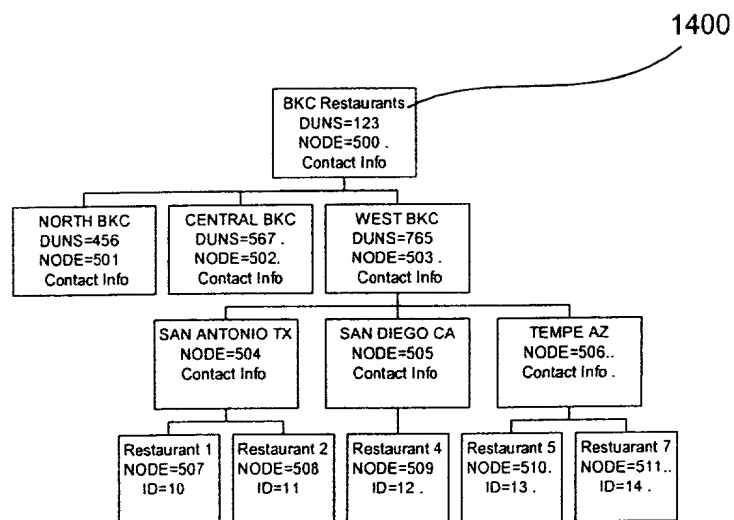 1400
BKC Restaurants
DUNS=123
NODE=500 .
Contact Info
NORTH BKC
DUNS=456
NODE=501
Contact Info
CENTRAL BKC
DUNS=567 .
NODE=502.
Contact Info
WEST BKC
DUNS=765
NODE=503 .
Contact Info
SAN ANTONIO TX
NODE=504
Contact Info
SAN DIEGO CA
NODE=505
Contact Info
TEMPE AZ
NODE=506..
Contact Info .
Restaurant 1
NODE=507
ID=10
Restaurant 2
NODE=508
ID=11
Restaurant 4
NODE=509
ID=12 .
Restaurant 5
NODE=510.
ID=13 .
Restuarant 7
NODE=511..
ID=14 .